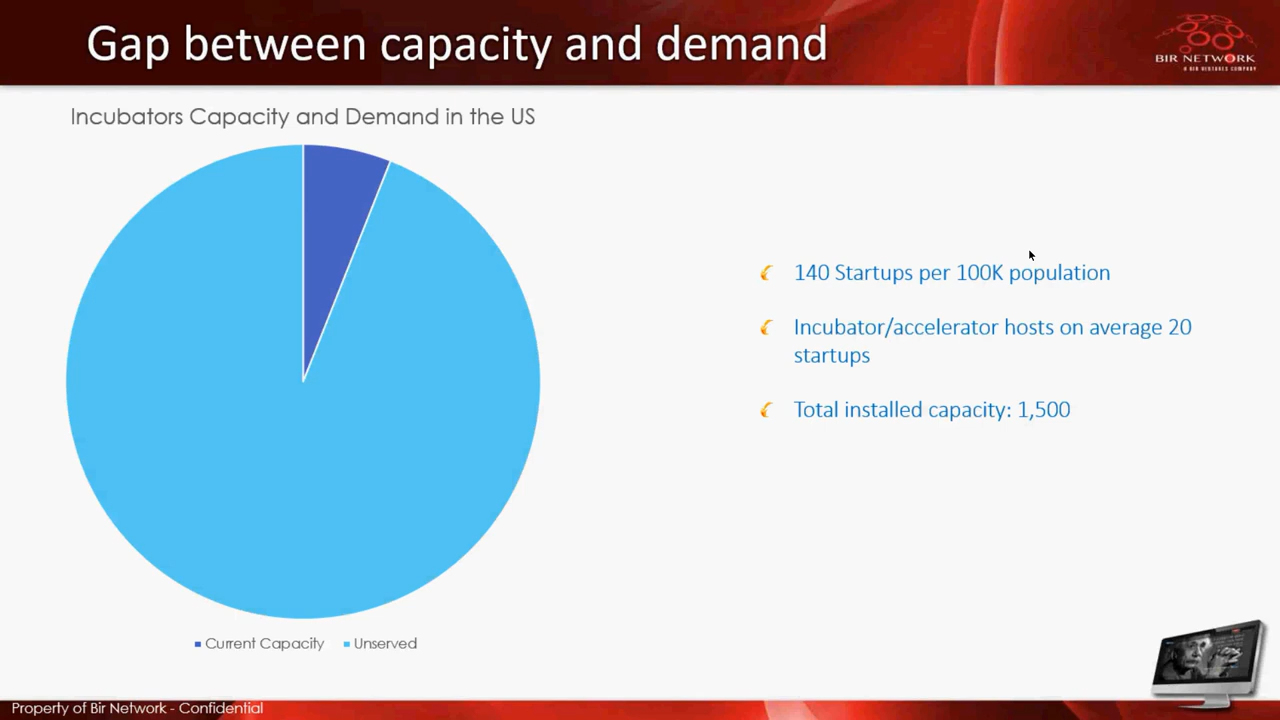 Gap between capacity and demand
BIR NETWORK
A BIR VENTURES COMPANY
Incubators Capacity and Demand in the US
140 Startups per 100K population
Incubator/accelerator hosts on average 20
startups
Total installed capacity: 1,500
Current Capacity
Unserved
Property of Bir Network - Confidential